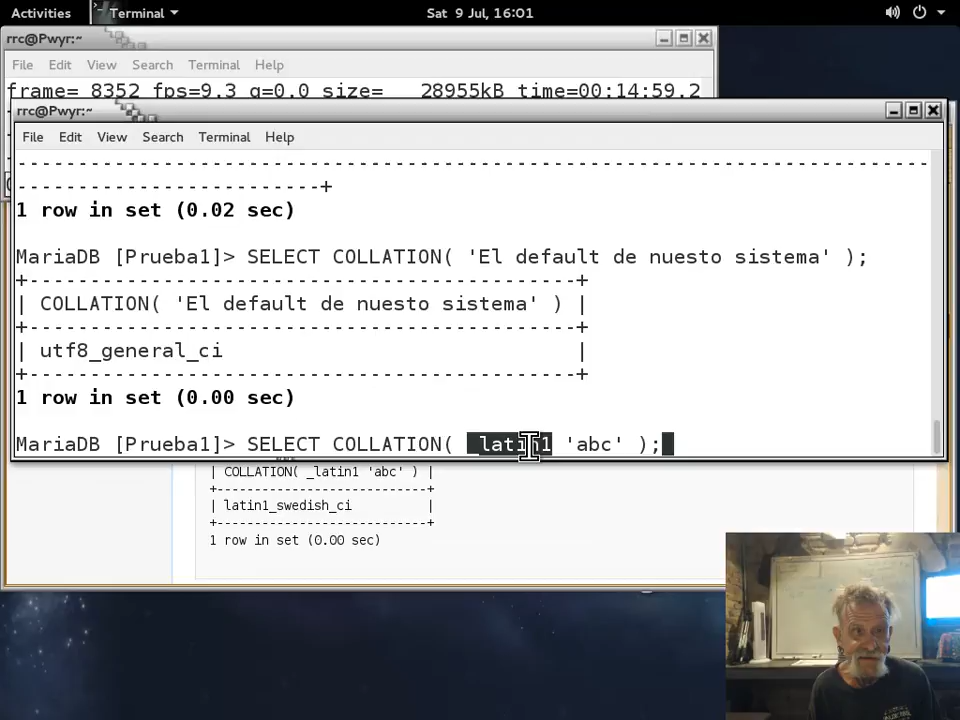 Activities Terminal Sat 9 Jul, 16:01
rrc@Pwyr:~
File Edit View Search Terminal Help
frame= 8352 fps=9.3 q=0.0 size= 28955kB time=00:14:59.2
rrc@Pwyr:~
File Edit View Search Terminal Help
---------------------------------------------------------------------------
-------------------------+
1 row in set (0.02 sec)
MariaDB [Prueba1]> SELECT COLLATION( 'El default de nuesto sistema' );
+----------------------------------------------+
| COLLATION( 'El default de nuesto sistema' ) |
+----------------------------------------------+
| utf8_general_ci |
+----------------------------------------------+
1 row in set (0.00 sec)
MariaDB [Prueba1]> SELECT COLLATION( _latin1 'abc' );
| COLLATION( _latin1 'abc' ) |
+---------------------------+
| latin1_swedish_ci |
+---------------------------+
1 row in set (0.00 sec)